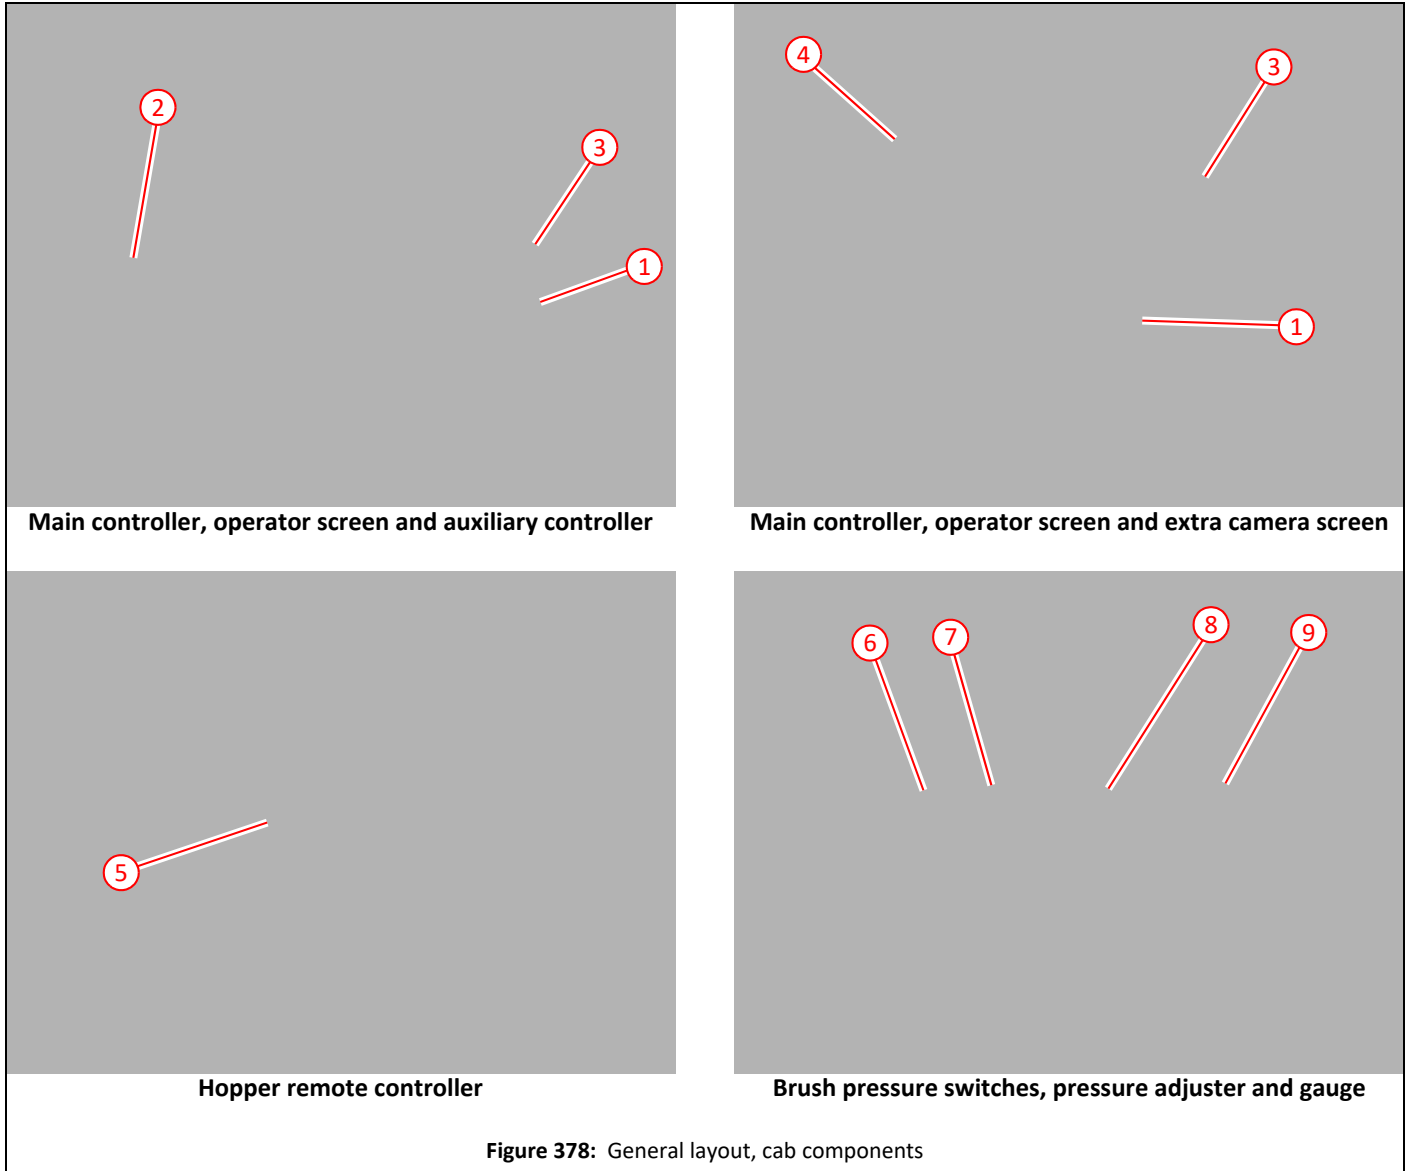 2
3
1
Main controller, operator screen and auxiliary controller
4
3
1
Main controller, operator screen and extra camera screen
5
Hopper remote controller
6
7
8
9
Brush pressure switches, pressure adjuster and gauge
Figure 378: General layout, cab components